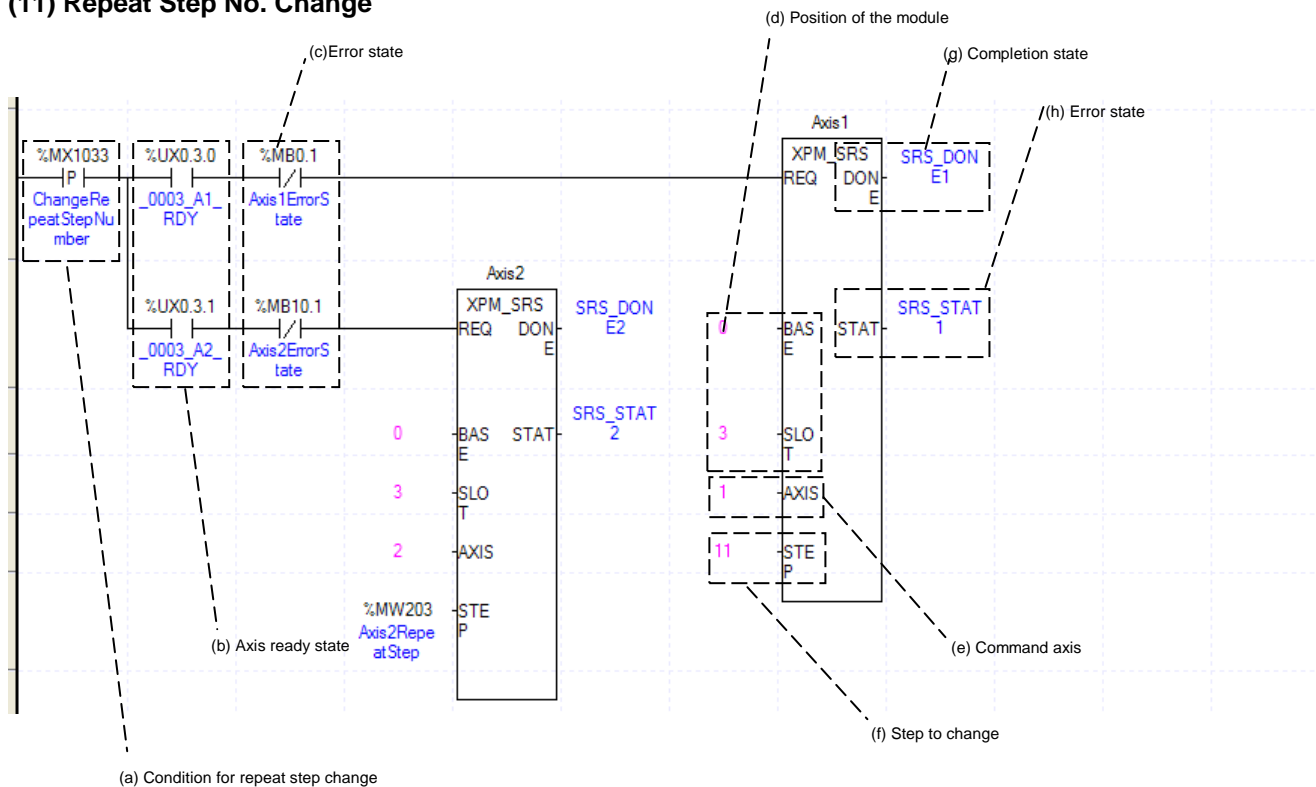 (11) Repeat Step No. Change
(d) Position of the module
(c)Error state
(g) Completion state
(h) Error state
Axis1
%MX1033
%UX0.3.0
%MB0.1
XPM_SRS
SRS_DON
E1
P
REQ
DON
E
ChangeRe
peatStepNu
mber
_0003_A1_
RDY
Axis1ErrorS
tate
Axis2
%UX0.3.1
%MB10.1
XPM_SRS
SRS_DON
E2
REQ
DON
E
0
BAS
E
STAT
SRS_STAT
1
_0003_A2_
RDY
Axis2ErrorS
tate
0
BAS
E
STAT
SRS_STAT
2
3
SLO
T
3
SLO
T
1
AXIS
2
AXIS
11
STE
P
%MW203
Axis2Repe
atStep
STE
P
(b) Axis ready state
(e) Command axis
(f) Step to change
(a) Condition for repeat step change